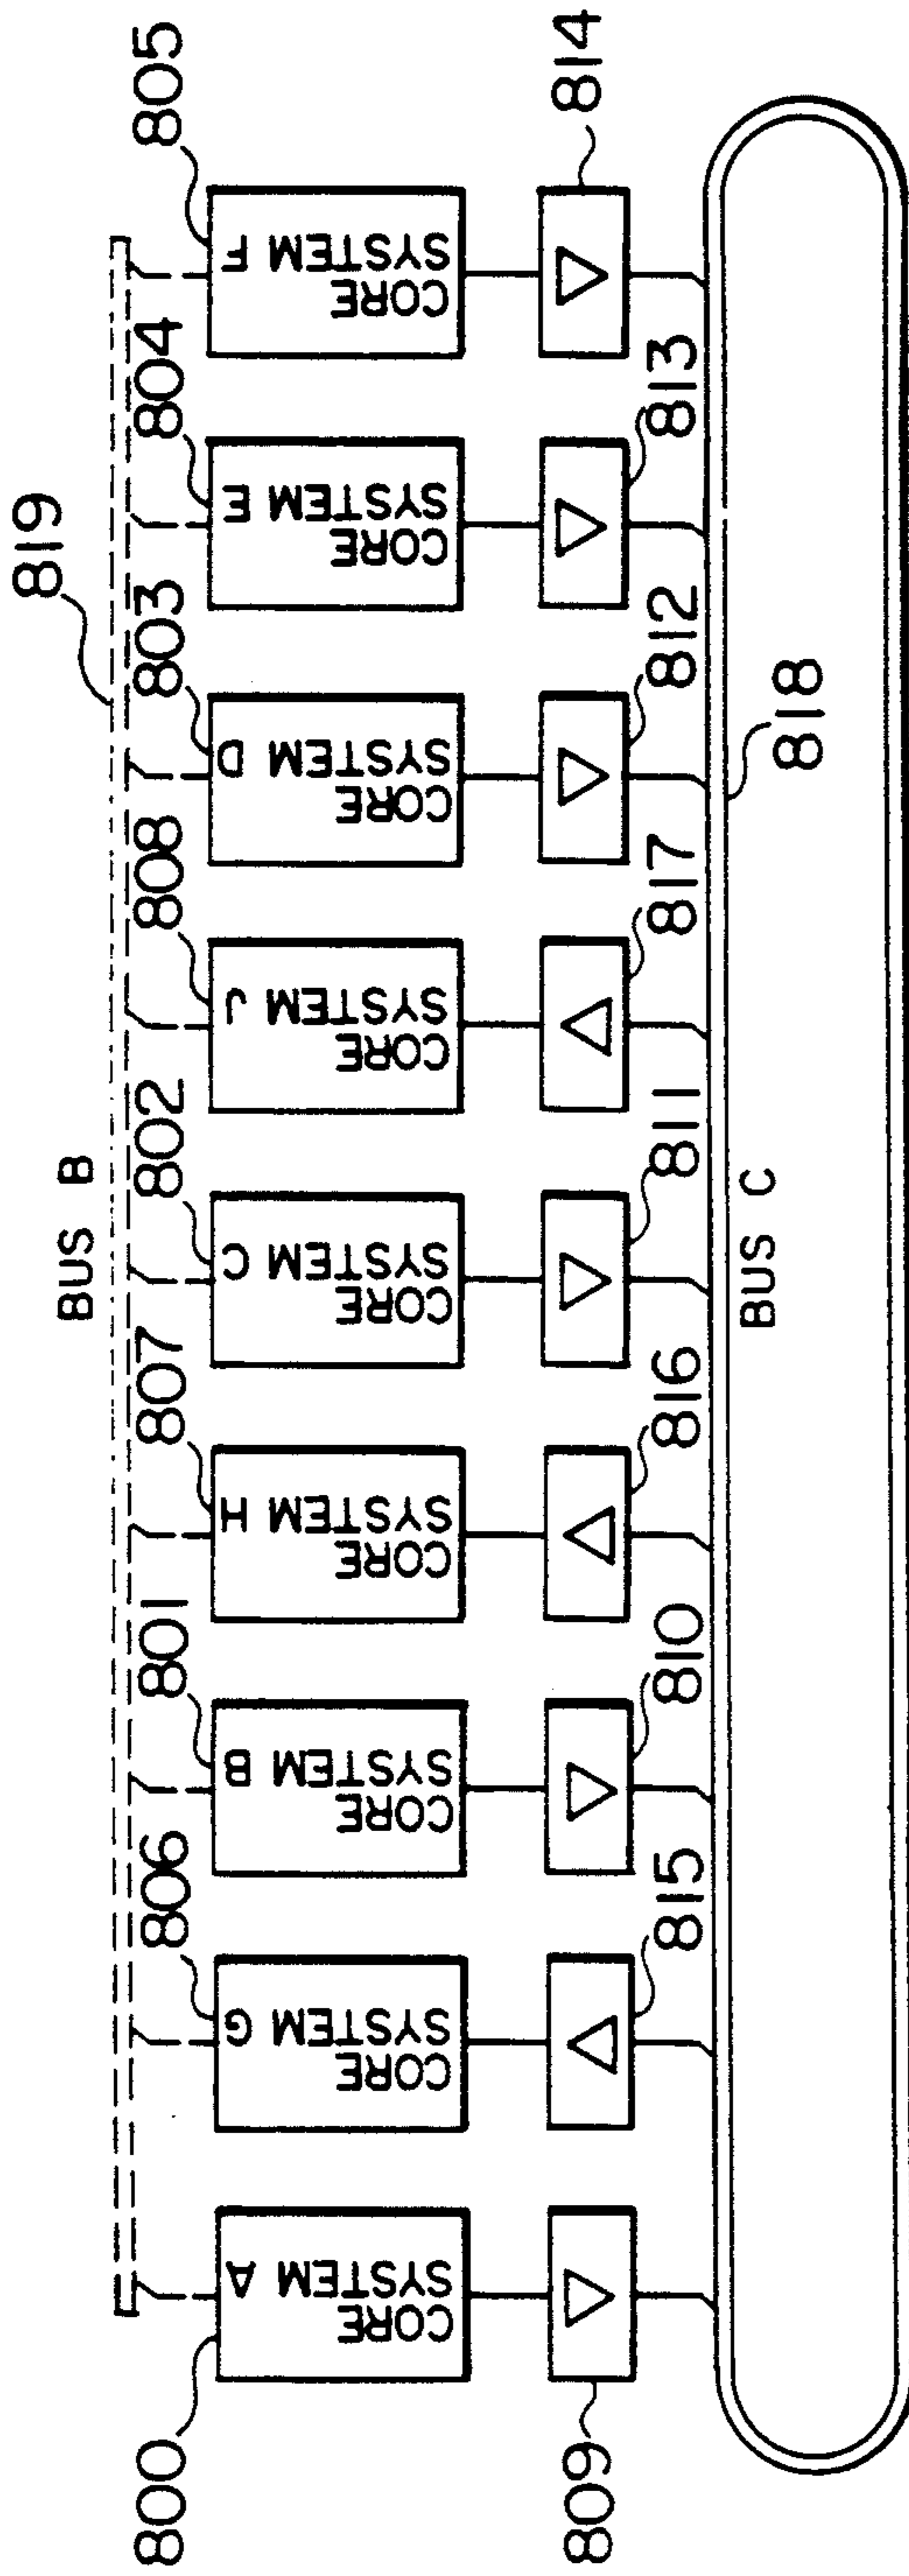 819
BUS B
800
806
801
807
802
808
803
804
805
CORE
SYSTEM A
CORE
SYSTEM G
CORE
SYSTEM B
CORE
SYSTEM H
CORE
SYSTEM C
CORE
SYSTEM J
CORE
SYSTEM D
CORE
SYSTEM E
CORE
SYSTEM F
809
815
810
816
811
817
812
813
814
BUS C
818